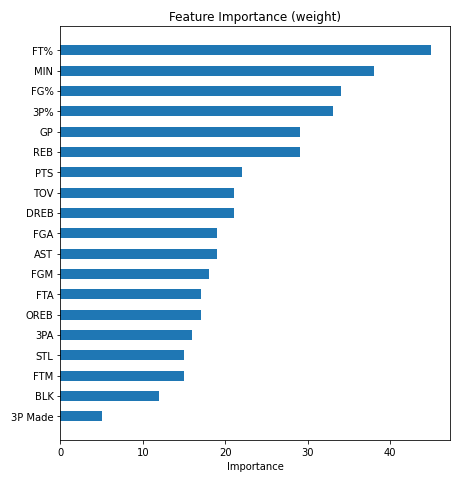 Feature Importance (weight)
FT%
MIN
FG%
3P%
GP
REB
PTS
TOV
DREB
FGA
AST
FGM
FTA
OREB
3PA
STL
FTM
BLK
3P Made
0 10 20 30 40
Importance